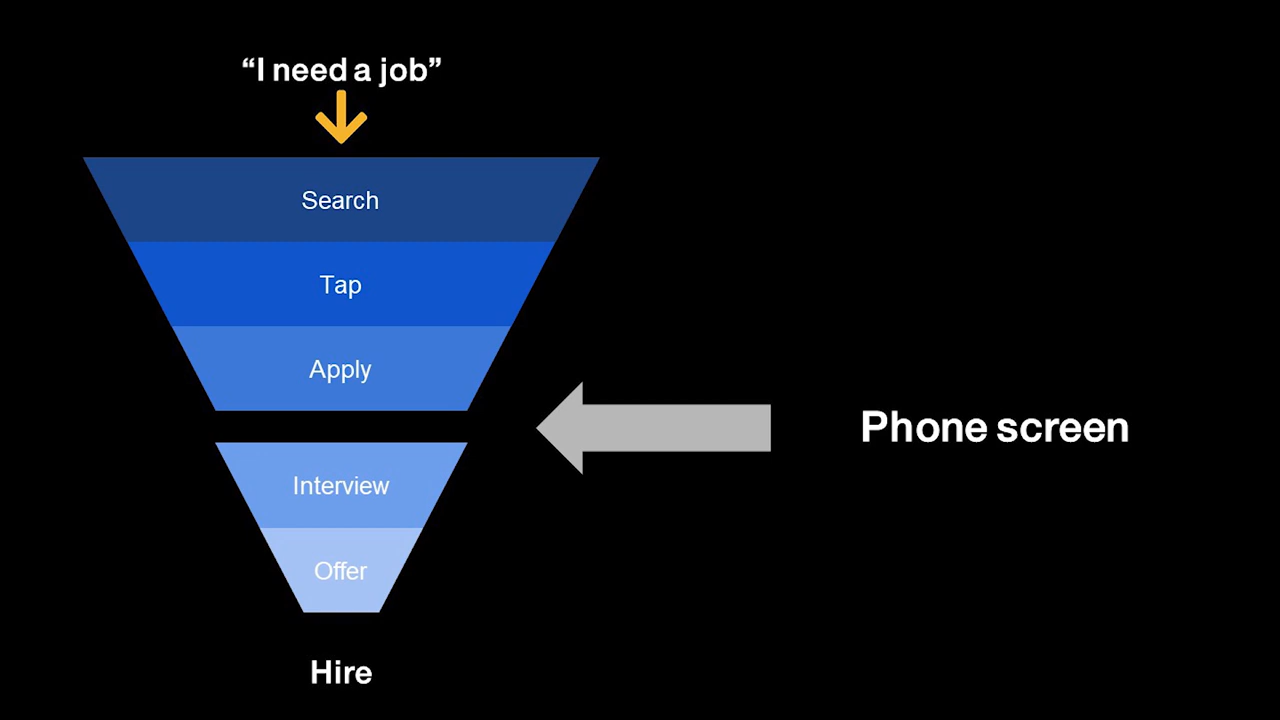 “I need a job”
Search
Tap
Apply
Phone screen
Interview
Offer
Hire